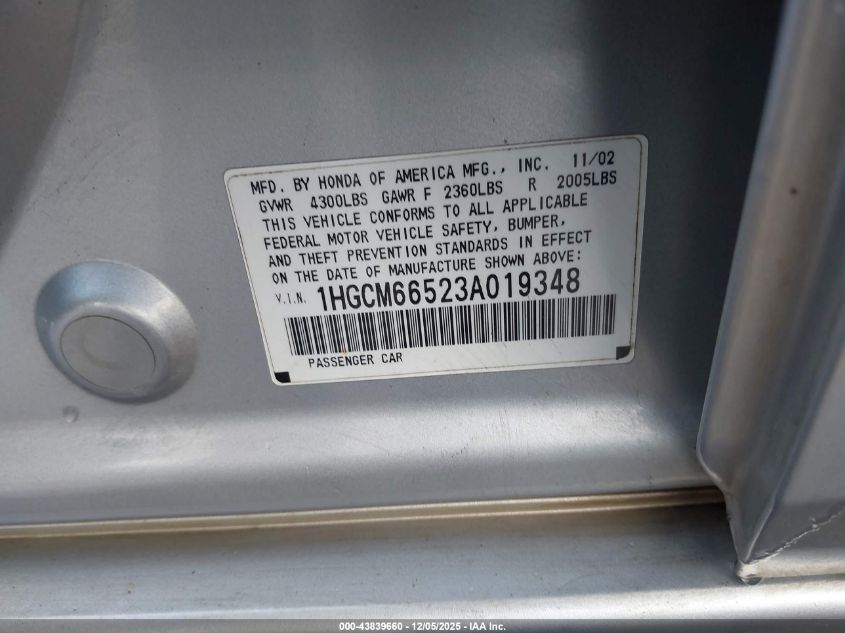 MFD. BY HONDA OF AMERICA MFG., INC. 11/02
GVWR 4300LBS GAWR F 2360LBS R 2005LBS
THIS VEHICLE CONFORMS TO ALL APPLICABLE
FEDERAL MOTOR VEHICLE SAFETY, BUMPER,
AND THEFT PREVENTION STANDARDS IN EFFECT
ON THE DATE OF MANUFACTURE SHOWN ABOVE:
V.I.N. 1HGCM66523A019348
PASSENGER CAR
000-43839660 - 12/05/2025 - IAA Inc.